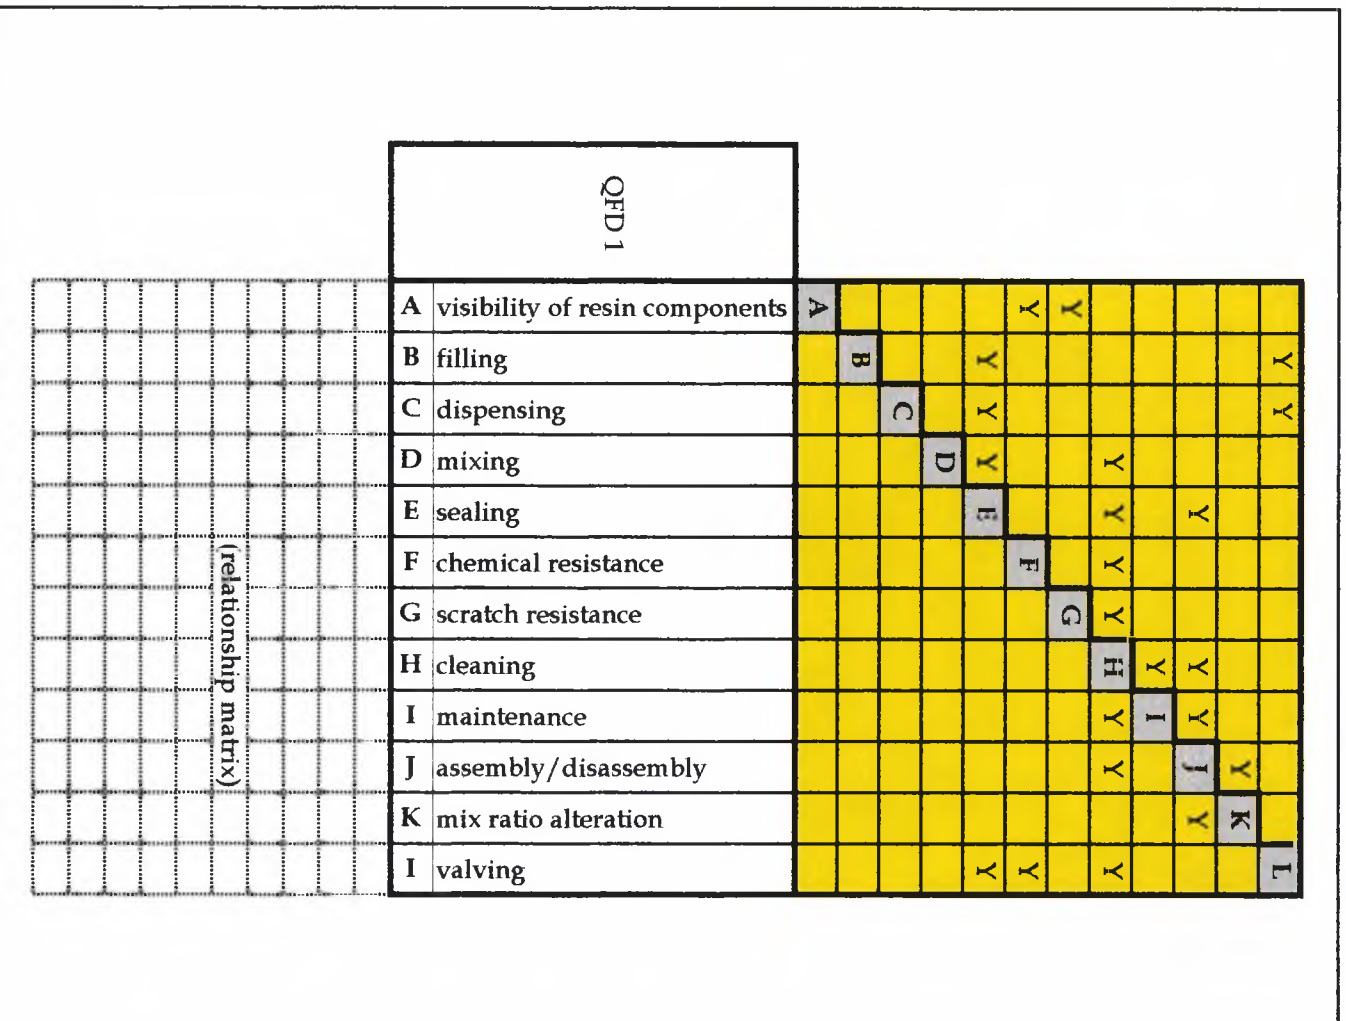 QFD 1
A visibility of resin components A Y Y
B filling B Y Y
C dispensing C Y Y
D mixing D Y Y
E sealing E Y Y
F chemical resistance F Y
G scratch resistance G Y
H cleaning H Y Y
I maintenance Y I Y
J assembly/disassembly Y J Y
K mix ratio alteration Y K
I valving Y Y Y L
(relationship matrix)